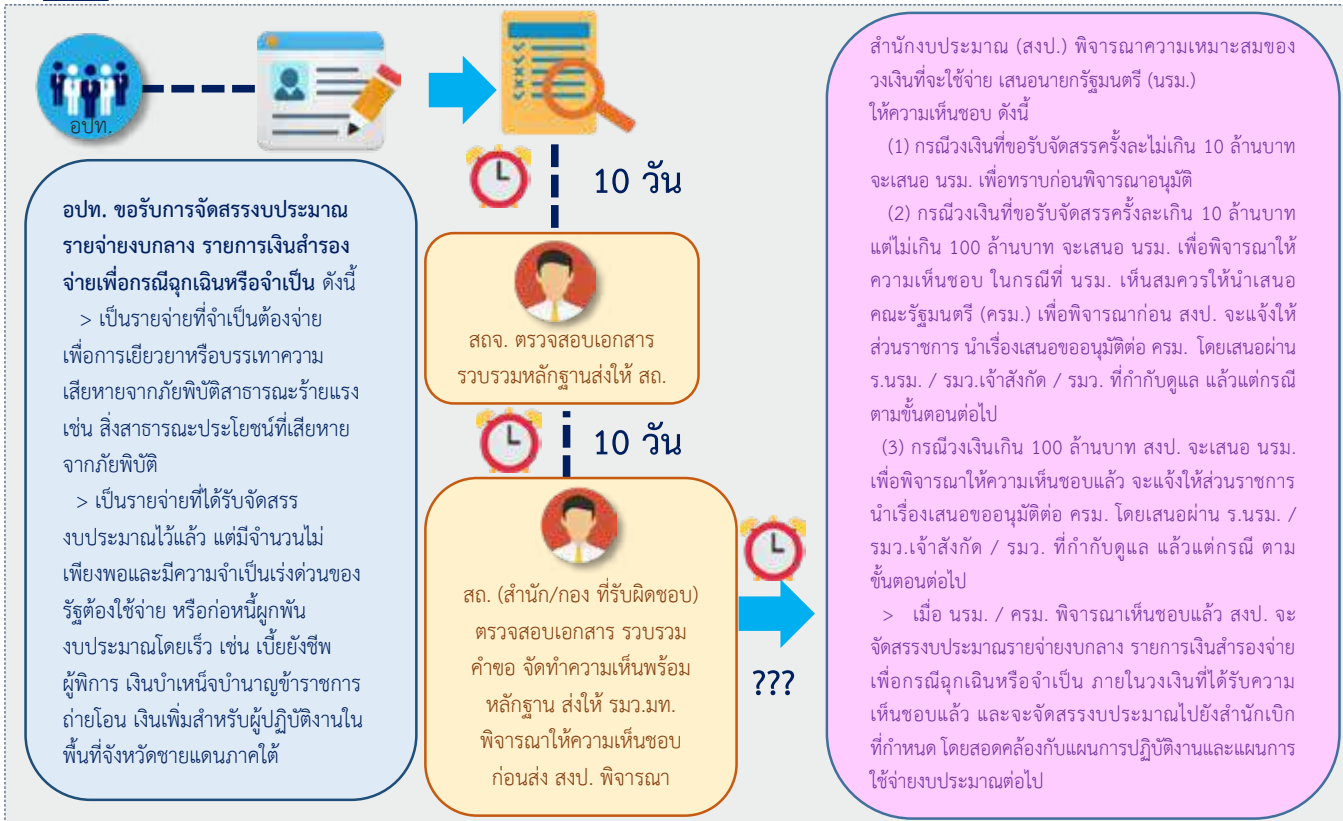 อปท.
อปท. ขอรับการจัดสรรงบประมาณ
รายจ่ายงบกลาง รายการเงินสำรอง
จ่ายเพื่อกรณีฉุกเฉินหรือจำเป็น ดังนี้
> เป็นรายจ่ายที่จำเป็นต้องจ่าย
เพื่อการเยียวยาหรือบรรเทาความ
เสียหายจากภัยพิบัติสาธารณะร้ายแรง
เช่น สิ่งสาธารณะประโยชน์ที่เสียหาย
จากภัยพิบัติ
> เป็นรายจ่ายที่ได้รับจัดสรร
งบประมาณไว้แล้ว แต่มีจำนวนไม่
เพียงพอและมีความจำเป็นเร่งด่วนของ
รัฐต้องใช้จ่าย หรือก่อหนี้ผูกพัน
งบประมาณโดยเร็ว เช่น เบี้ยยังชีพ
ผู้พิการ เงินบำเหน็จบำนาญข้าราชการ
ถ่ายโอน เงินเพิ่มสำหรับผู้ปฏิบัติงานใน
พื้นที่จังหวัดชายแดนภาคใต้
10 วัน
สถจ. ตรวจสอบเอกสาร
รวบรวมหลักฐานส่งให้ สถ.
10 วัน
สถ. (สำนัก/กอง ที่รับผิดชอบ)
ตรวจสอบเอกสาร รวบรวม
คำขอ จัดทำความเห็นพร้อม
หลักฐาน ส่งให้ รมว.มท.
พิจารณาให้ความเห็นชอบ
ก่อนส่ง สงป. พิจารณา
???
สำนักงบประมาณ (สงป.) พิจารณาความเหมาะสมของ
วงเงินที่จะใช้จ่าย เสนอนายกรัฐมนตรี (นรม.)
ให้ความเห็นชอบ ดังนี้
(1) กรณีวงเงินที่ขอรับจัดสรรครั้งละไม่เกิน 10 ล้านบาท
จะเสนอ นรม. เพื่อทราบก่อนพิจารณาอนุมัติ
(2) กรณีวงเงินที่ขอรับจัดสรรครั้งละเกิน 10 ล้านบาท
แต่ไม่เกิน 100 ล้านบาท จะเสนอ นรม. เพื่อพิจารณาให้
ความเห็นชอบ ในกรณีที่ นรม. เห็นสมควรให้นำเสนอ
คณะรัฐมนตรี (ครม.) เพื่อพิจารณาก่อน สงป. จะแจ้งให้
ส่วนราชการ นำเรื่องเสนอขออนุมัติต่อ ครม. โดยเสนอผ่าน
ร.นรม. / รมว.เจ้าสังกัด / รมว. ที่กำกับดูแล แล้วแต่กรณี
ตามขั้นตอนต่อไป
(3) กรณีวงเงินเกิน 100 ล้านบาท สงป. จะเสนอ นรม.
เพื่อพิจารณาให้ความเห็นชอบแล้ว จะแจ้งให้ส่วนราชการ
นำเรื่องเสนอขออนุมัติต่อ ครม. โดยเสนอผ่าน ร.นรม. /
รมว.เจ้าสังกัด / รมว. ที่กำกับดูแล แล้วแต่กรณี ตาม
ขั้นตอนต่อไป
> เมื่อ นรม. / ครม. พิจารณาเห็นชอบแล้ว สงป. จะ
จัดสรรงบประมาณรายจ่ายงบกลาง รายการเงินสำรองจ่าย
เพื่อกรณีฉุกเฉินหรือจำเป็น ภายในวงเงินที่ได้รับความ
เห็นชอบแล้ว และจะจัดสรรงบประมาณไปยังสำนักเบิก
ที่กำหนด โดยสอดคล้องกับแผนการปฏิบัติงานและแผนการ
ใช้จ่ายงบประมาณต่อไป